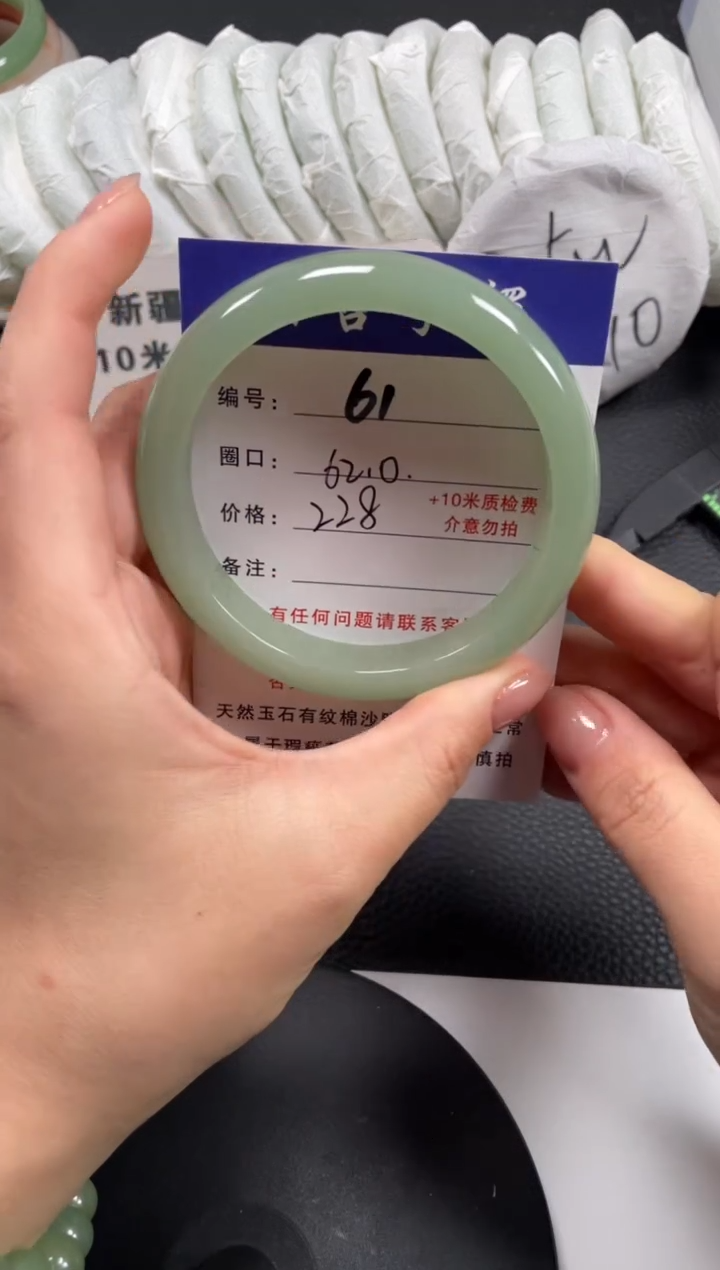 新疆
10米
编号： 61
圈口： 62.0.
价格： 228
+10米质检费
介意勿拍
备注：
有任何问题请联系客
天然玉石有纹棉沙
慎拍
10